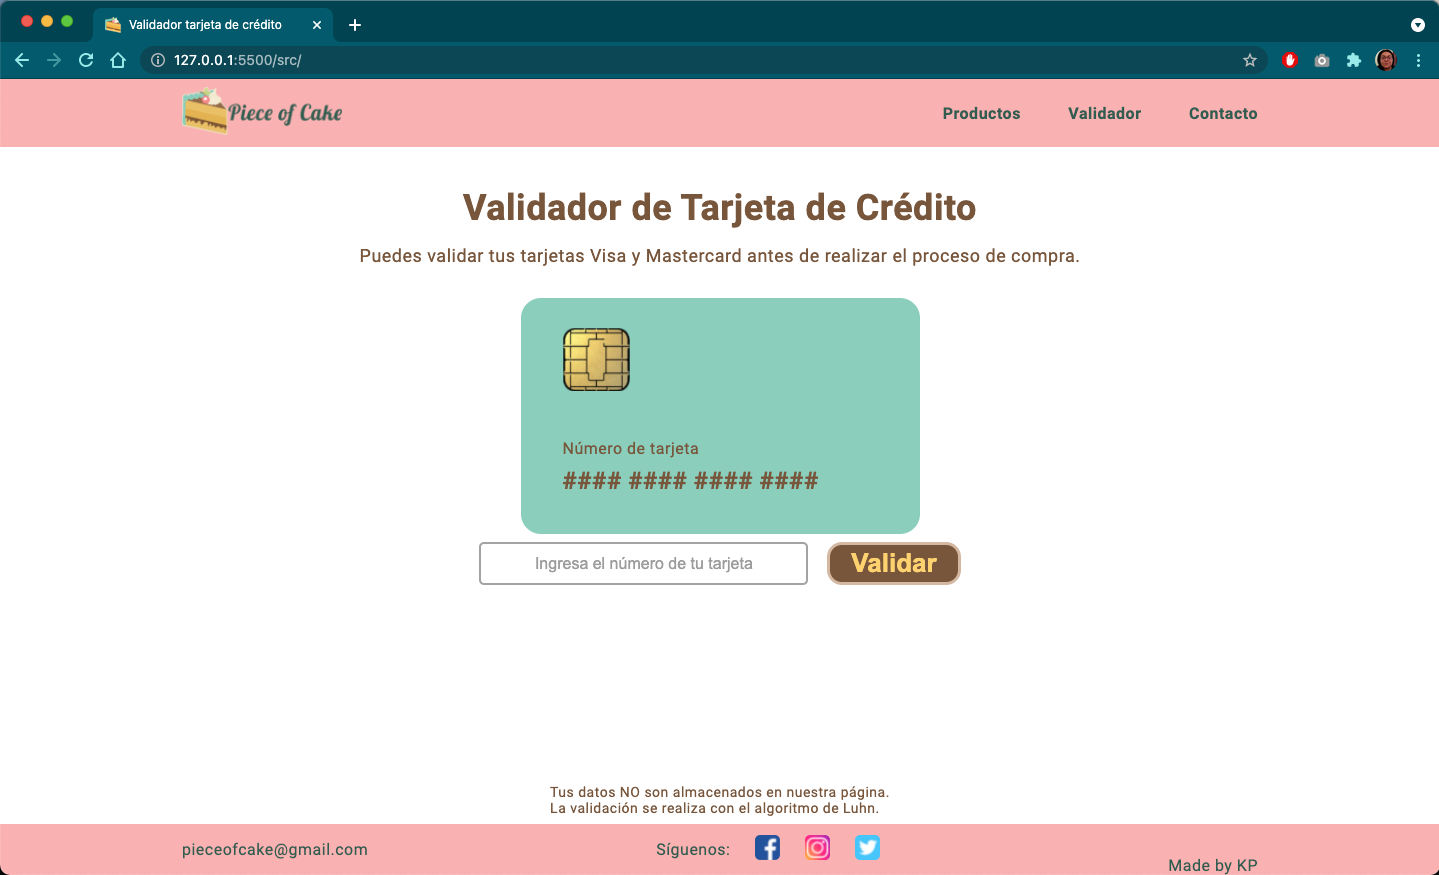 Validador tarjeta de crédito
127.0.0.1:5500/src/
Piece of Cake
Productos
Validador
Contacto
Validador de Tarjeta de Crédito
Puedes validar tus tarjetas Visa y Mastercard antes de realizar el proceso de compra.
Número de tarjeta
#### #### #### ####
Ingresa el número de tu tarjeta
Validar
Tus datos NO son almacenados en nuestra página.
La validación se realiza con el algoritmo de Luhn.
pieceofcake@gmail.com
Síguenos:
Made by KP